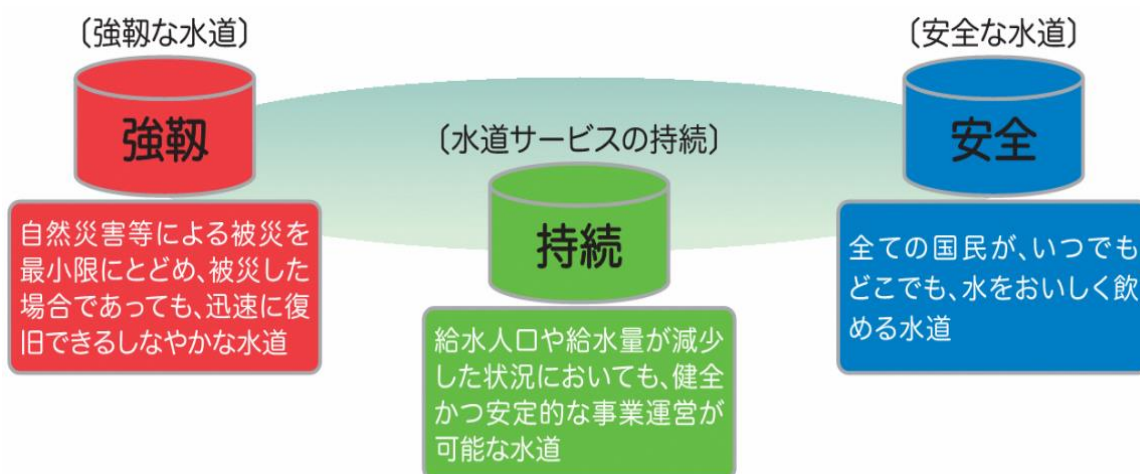 〔強靱な水道〕
強靱
自然災害等による被災を
最小限にとどめ、被災した
場合であっても、迅速に復
旧できるしなやかな水道
〔水道サービスの持続〕
持続
給水人口や給水量が減少
した状況においても、健全
かつ安定的な事業運営が
可能な水道
〔安全な水道〕
安全
全ての国民が、いつでも
どこでも、水をおいしく飲
める水道